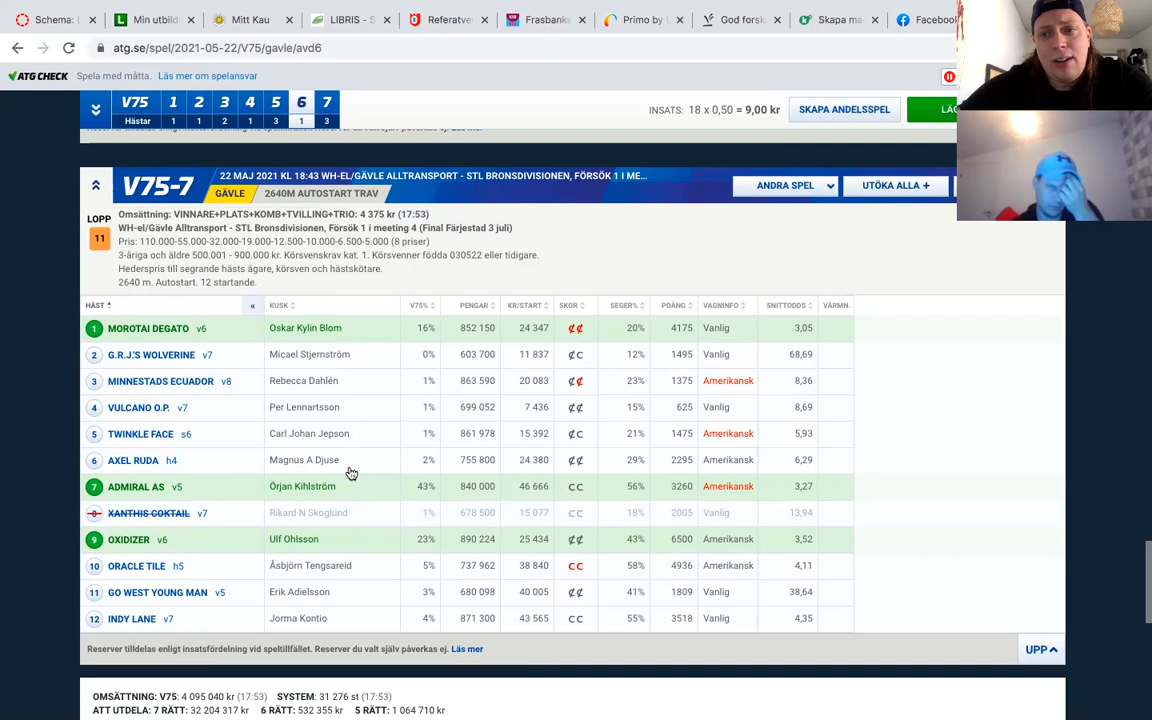 Schema: L
Min utbild
Mitt Kau
LIBRIS - S
Referatve
Frasbanke
Primo by L
God forsk
Skapa ma
Facebook
atg.se/spel/2021-05-22/V75/gavle/avd6
ATG CHECK Spela med måtta. Läs mer om spelansvar
V75 1 2 3 4 5 6 7
Hästar 1 1 2 1 3 1 3
INSATS: 18 x 0,50 = 9,00 kr
SKAPA ANDELSSPEL
V75-7
22 MAJ 2021 KL 18:43 WH-EL/GÄVLE ALLTRANSPORT - STL BRONSDIVISIONEN, FÖRSÖK 1 I ME...
GÄVLE 2640M AUTOSTART TRAV
ANDRA SPEL
UTÖKA ALLA +
LOPP
11
Omsättning: VINNARE+PLATS+KOMB+TVILLING+TRIO: 4 375 kr (17:53)
WH-el/Gävle Alltransport - STL Bronsdivisionen, Försök 1 i meeting 4 (Final Färjestad 3 juli)
Pris: 110.000-55.000-32.000-19.000-12.500-10.000-6.500-5.000 (8 priser)
3-åriga och äldre 500.001 - 900.000 kr. Körsvenskrav kat. 1. Körsvenner födda 030522 eller tidigare.
Hederspris till segrande hästs ägare, körsven och hästskötare.
2640 m. Autostart. 12 startande.
HÄST « KUSK V75% PENGAR KR/START SKOR SEGER% POÄNG VAGNINFO SNITTODDS VÄRMN.
1 MOROTAI DEGATO v6 Oskar Kylin Blom 16% 852 150 24 347 ȼȼ 20% 4175 Vanlig 3,05
2 G.R.J.'S WOLVERINE v7 Micael Stjernström 0% 603 700 11 837 ȼC 12% 1495 Vanlig 68,69
3 MINNESTADS ECUADOR v8 Rebecca Dahlén 1% 863 590 20 083 ȼȼ 23% 1375 Amerikansk 8,36
4 VULCANO O.P. v7 Per Lennartsson 1% 699 052 7 436 ȼȼ 15% 625 Vanlig 8,69
5 TWINKLE FACE s6 Carl Johan Jepson 1% 861 978 15 392 ȼC 21% 1475 Amerikansk 5,93
6 AXEL RUDA h4 Magnus A Djuse 2% 755 800 24 380 ȼȼ 29% 2295 Amerikansk 6,29
7 ADMIRAL AS v5 Örjan Kihlström 43% 840 000 46 666 CC 56% 3260 Amerikansk 3,27
8 XANTHIS COKTAIL v7 Rikard N Skoglund 1% 678 500 15 077 CC 18% 2005 Vanlig 13,94
9 OXIDIZER v6 Ulf Ohlsson 23% 890 224 25 434 ȼȼ 43% 6500 Amerikansk 3,52
10 ORACLE TILE h5 Åsbjörn Tengsareid 5% 737 962 38 840 CC 58% 4936 Amerikansk 4,11
11 GO WEST YOUNG MAN v5 Erik Adielsson 3% 680 098 40 005 ȼȼ 41% 1809 Vanlig 38,64
12 INDY LANE v7 Jorma Kontio 4% 871 300 43 565 CC 55% 3518 Vanlig 4,35
Reserver tilldelas enligt insatsfördelning vid speltillfället. Reserver du valt själv påverkas ej. Läs mer
UPP
OMSÄTTNING: V75: 4 095 040 kr (17:53) SYSTEM: 31 276 st (17:53)
ATT UTDELA: 7 RÄTT: 32 204 317 kr 6 RÄTT: 532 355 kr 5 RÄTT: 1 064 710 kr